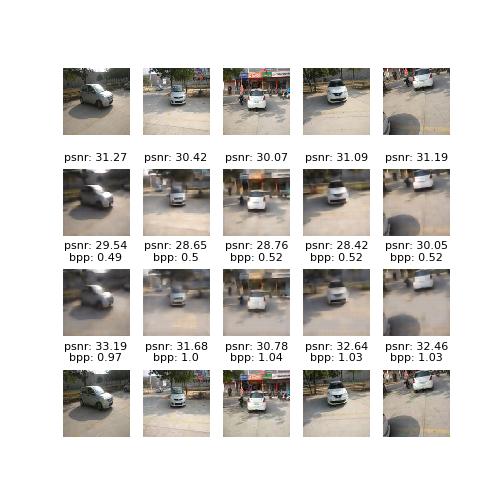 psnr: 31.27 psnr: 30.42 psnr: 30.07 psnr: 31.09 psnr: 31.19
psnr: 29.54 psnr: 28.65 psnr: 28.76 psnr: 28.42 psnr: 30.05
bpp: 0.49 bpp: 0.5 bpp: 0.52 bpp: 0.52 bpp: 0.52
psnr: 33.19 psnr: 31.68 psnr: 30.78 psnr: 32.64 psnr: 32.46
bpp: 0.97 bpp: 1.0 bpp: 1.04 bpp: 1.03 bpp: 1.03